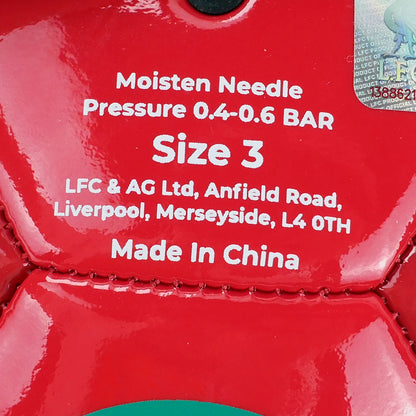 Moisten Needle
Pressure 0.4-0.6 BAR
Size 3
LFC & AG Ltd, Anfield Road,
Liverpool, Merseyside, L4 0TH
Made In China